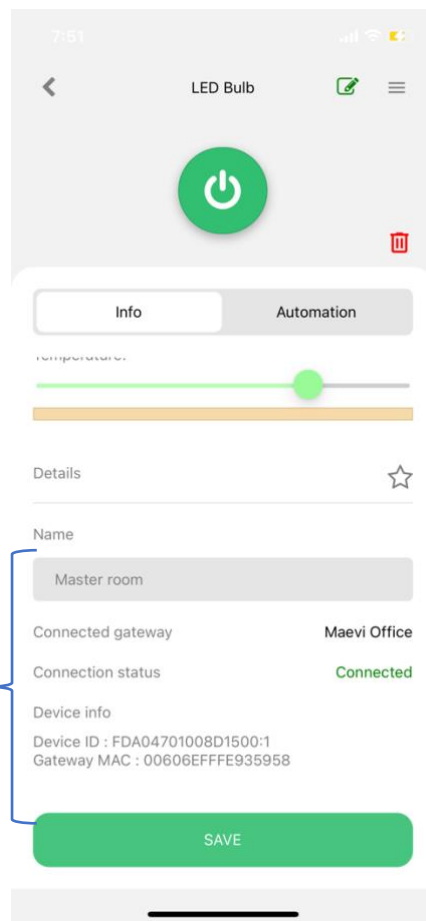 7:51
LED Bulb
Info Automation
Temperature:
Details
Name
Master room
Connected gateway Maevi Office
Connection status Connected
Device info
Device ID : FDA04701008D1500:1
Gateway MAC : 00606EFFFE935958
SAVE